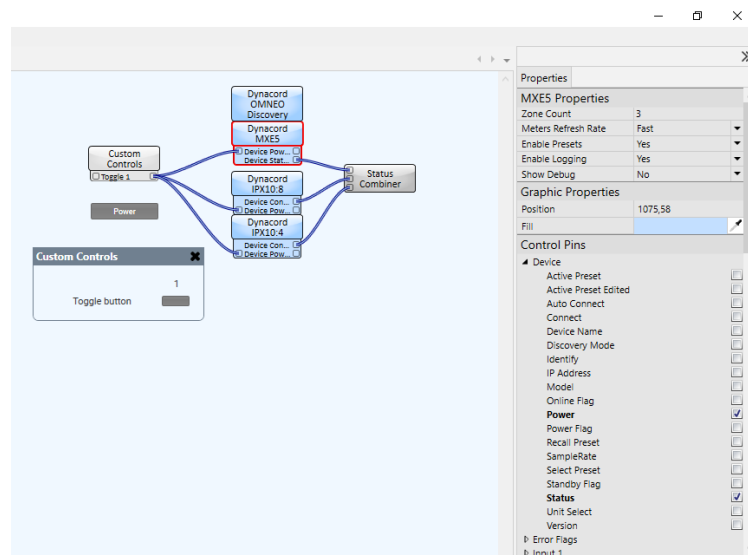 Dynacord
OMNEO
Discovery
Dynacord
MXE5
Device Pow...
Device Stat...
Custom
Controls
Toggle 1
Status
Combiner
Dynacord
IPX10:8
Device Con...
Device Pow...
Power
Dynacord
IPX10:4
Device Con...
Device Pow...
Custom Controls
1
Toggle button
Properties
MXE5 Properties
Zone Count 3
Meters Refresh Rate Fast
Enable Presets Yes
Enable Logging Yes
Show Debug No
Graphic Properties
Position 1075,58
Fill
Control Pins
Device
Active Preset
Active Preset Edited
Auto Connect
Connect
Device Name
Discovery Mode
Identify
IP Address
Model
Online Flag
Power
Power Flag
Recall Preset
SampleRate
Select Preset
Standby Flag
Status
Unit Select
Version
Error Flags
Input 1